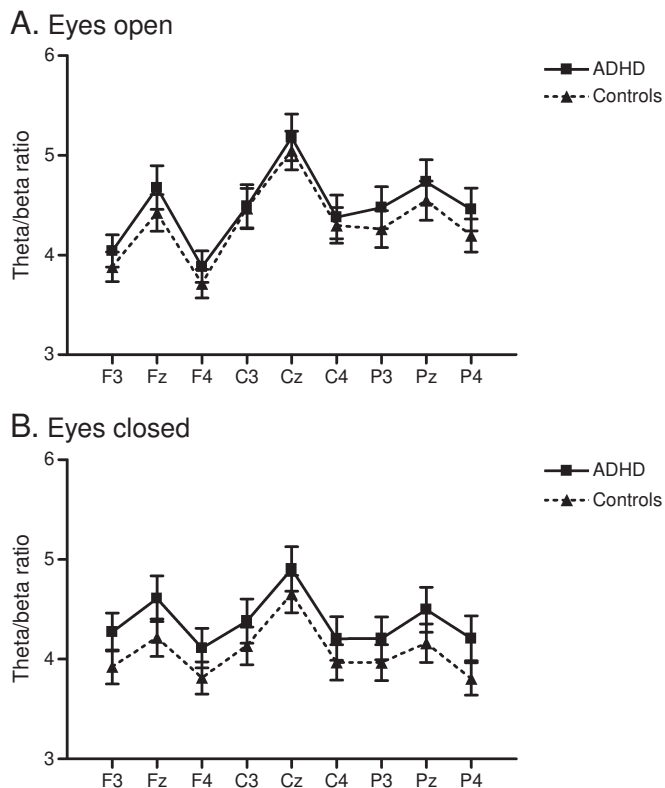 A. Eyes open
6
5
4
3
Theta/beta ratio
F3 Fz F4 C3 Cz C4 P3 Pz P4
ADHD
Controls
B. Eyes closed
6
5
4
3
Theta/beta ratio
F3 Fz F4 C3 Cz C4 P3 Pz P4
ADHD
Controls